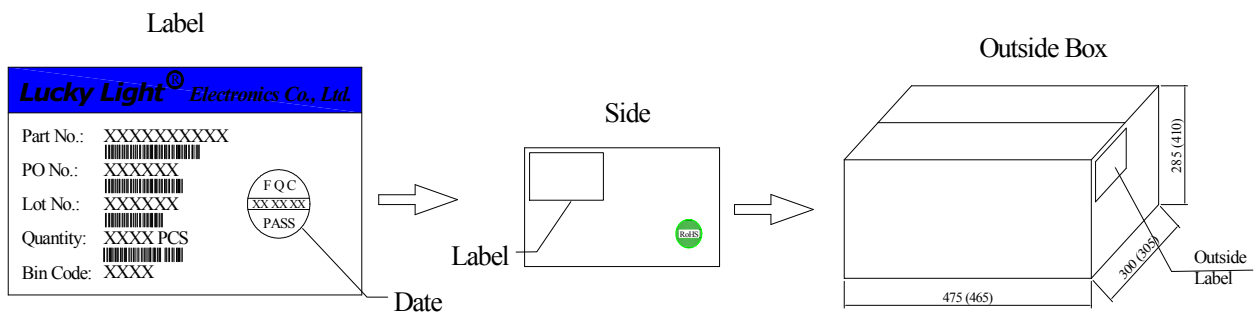 Label
Lucky Light® Electronics Co., Ltd.
Part No.: XXXXXXXXXX
PO No.: XXXXXX
Lot No.: XXXXXX
Quantity: XXXX PCS
Bin Code: XXXX
FQC
XX XX XX
PASS
Date
Side
RoHS
Label
Outside Box
285 (410)
300 (305)
475 (465)
Outside
Label